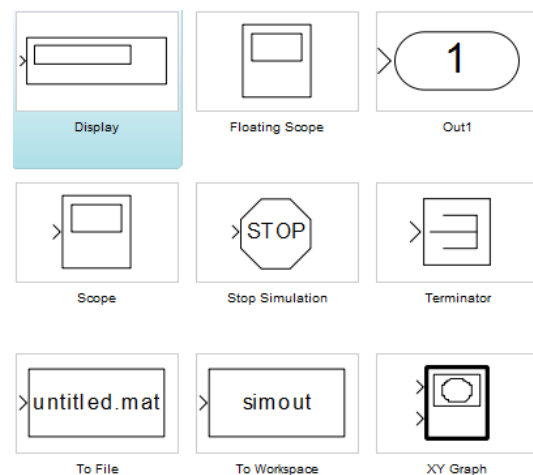 1
Display
Floating Scope
Out1
STOP
Scope
Stop Simulation
Terminator
untitled.mat
simout
To File
To Workspace
XY Graph